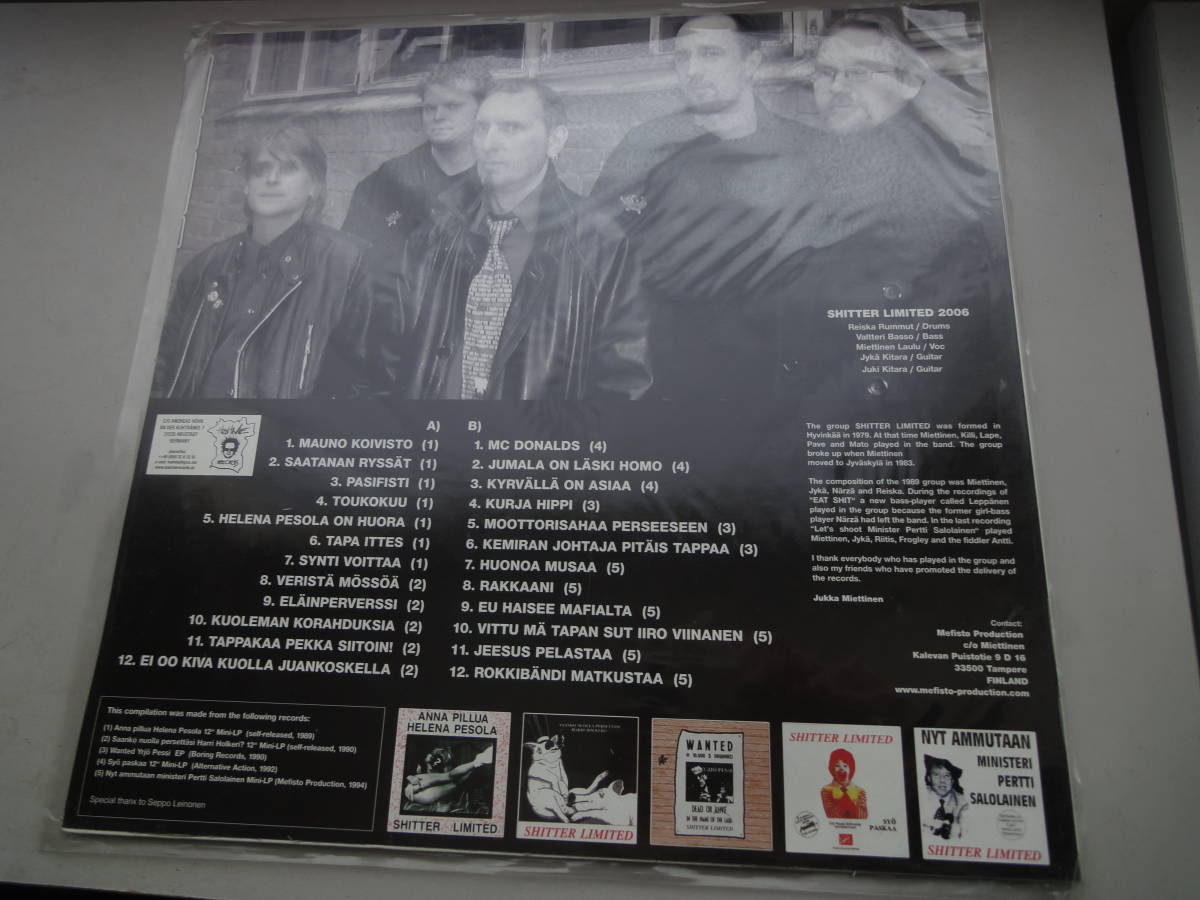 SHITTER LIMITED 2006
Reiska Rummut / Drums
Valtteri Basso / Bass
Miettinen Laulu / Voc
Jykä Kitara / Guitar
Juki Kitara / Guitar
C/O ANDREAS HÖHN
GERMANY
A)
1. MAUNO KOIVISTO (1)
2. SAATANAN RYSSÄT (1)
3. PASIFISTI (1)
4. TOUKOKUU (1)
5. HELENA PESOLA ON HUORA (1)
6. TAPA ITTES (1)
7. SYNTI VOITTAA (1)
8. VERISTÄ MÖSSÖÄ (2)
9. ELÄINPERVERSSI (2)
10. KUOLEMAN KORAHDUKSIA (2)
11. TAPPAKAA PEKKA SIITOIN! (2)
12. EI OO KIVA KUOLLA JUANKOSKELLA (2)
B)
1. MC DONALDS (4)
2. JUMALA ON LÄSKI HOMO (4)
3. KYRVÄLLÄ ON ASIAA (4)
4. KURJA HIPPI (3)
5. MOOTTORISAHAA PERSEESEEN (3)
6. KEMIRAN JOHTAJA PITÄIS TAPPAA (3)
7. HUONOA MUSAA (5)
8. RAKKAANI (5)
9. EU HAISEE MAFIALTA (5)
10. VITTU MÄ TAPAN SUT IIRO VIINANEN (5)
11. JEESUS PELASTAA (5)
12. ROKKIBÄNDI MATKUSTAA (5)
The group SHITTER LIMITED was formed in
Hyvinkää in 1979. At that time Miettinen, Killi, Lape,
Pave and Mato played in the band. The group
broke up when Miettinen
moved to Jyväskylä in 1983.
The composition of the 1989 group was Miettinen,
Jykä, Närzä and Reiska. During the recordings of
"EAT SHIT" a new bass-player called Leppänen
played in the group because the former girl-bass
player Närzä had left the band. In the last recording
"Let's shoot Minister Pertti Salolainen" played
Miettinen, Jykä, Riitis, Frogley and the fiddler Antti.
I thank everybody who has played in the group and
also my friends who have promoted the delivery of
the records.
Jukka Miettinen
Contact:
Mefisto Production
c/o Miettinen
Kalevan Puistotie 9 D 16
33500 Tampere
FINLAND
www.mefisto-production.com
This compilation was made from the following records:
(1) Anna pillua Helena Pesola 12" Mini-LP (self-released, 1989)
(2) Saanko nuolla persettäsi Harri Holkeri? 12" Mini-LP (self-released, 1990)
(3) Wanted Yrjö Pessi EP (Boring Records, 1990)
(4) Syö paskaa 12" Mini-LP (Alternative Action, 1992)
(5) Nyt ammutaan ministeri Pertti Salolainen Mini-LP (Mefisto Production, 1994)
Special thanx to Seppo Leinonen
ANNA PILLUA
HELENA PESOLA
SHITTER LIMITED
SHITTER LIMITED
WANTED
DEAD OR ALIVE
IN THE NAME OF THE LORD
SHITTER LIMITED
SHITTER LIMITED
SYÖ
PASKAA
NYT AMMUTAAN
MINISTERI
PERTTI
SALOLAINEN
SHITTER LIMITED